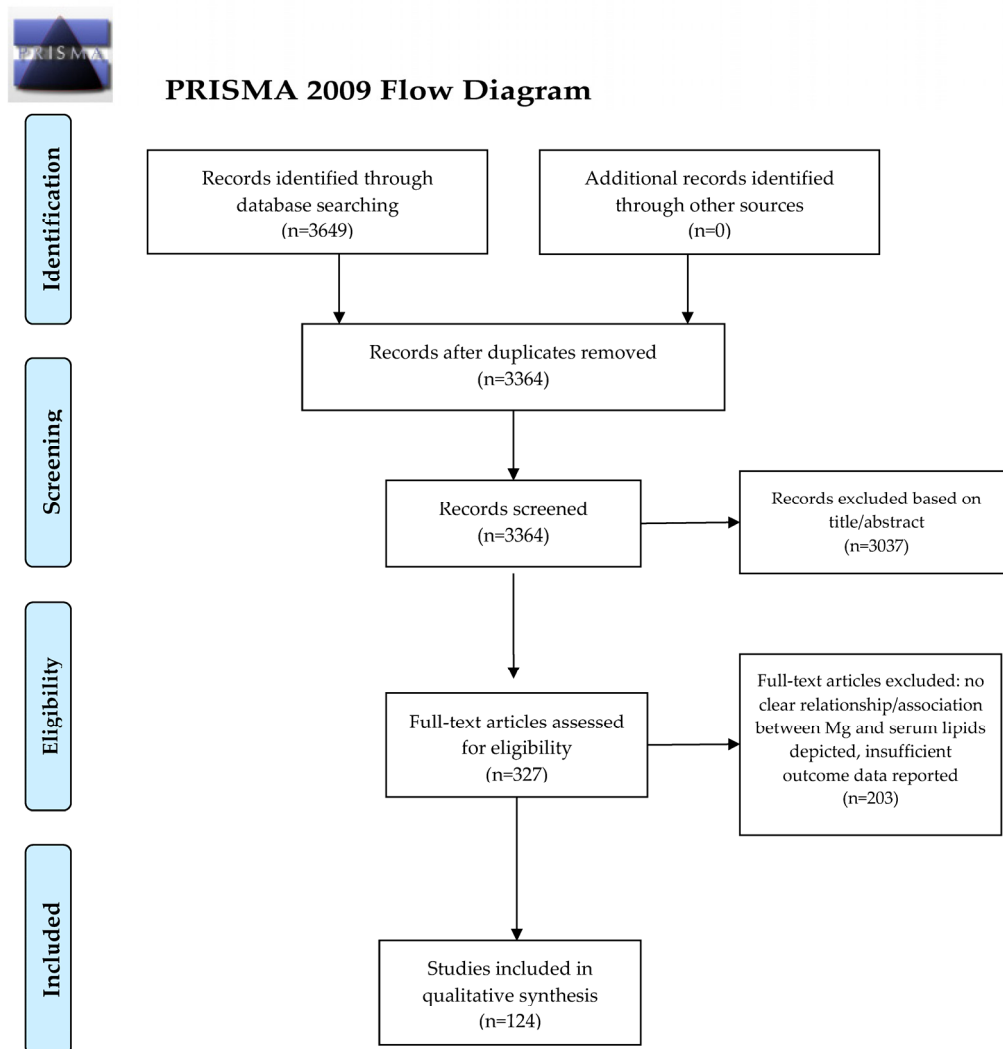 PRISMA
PRISMA 2009 Flow Diagram
Identification
Records identified through
database searching
(n=3649)
Additional records identified
through other sources
(n=0)
Records after duplicates removed
(n=3364)
Screening
Records screened
(n=3364)
Records excluded based on
title/abstract
(n=3037)
Eligibility
Full-text articles assessed
for eligibility
(n=327)
Full-text articles excluded: no
clear relationship/association
between Mg and serum lipids
depicted, insufficient
outcome data reported
(n=203)
Included
Studies included in
qualitative synthesis
(n=124)